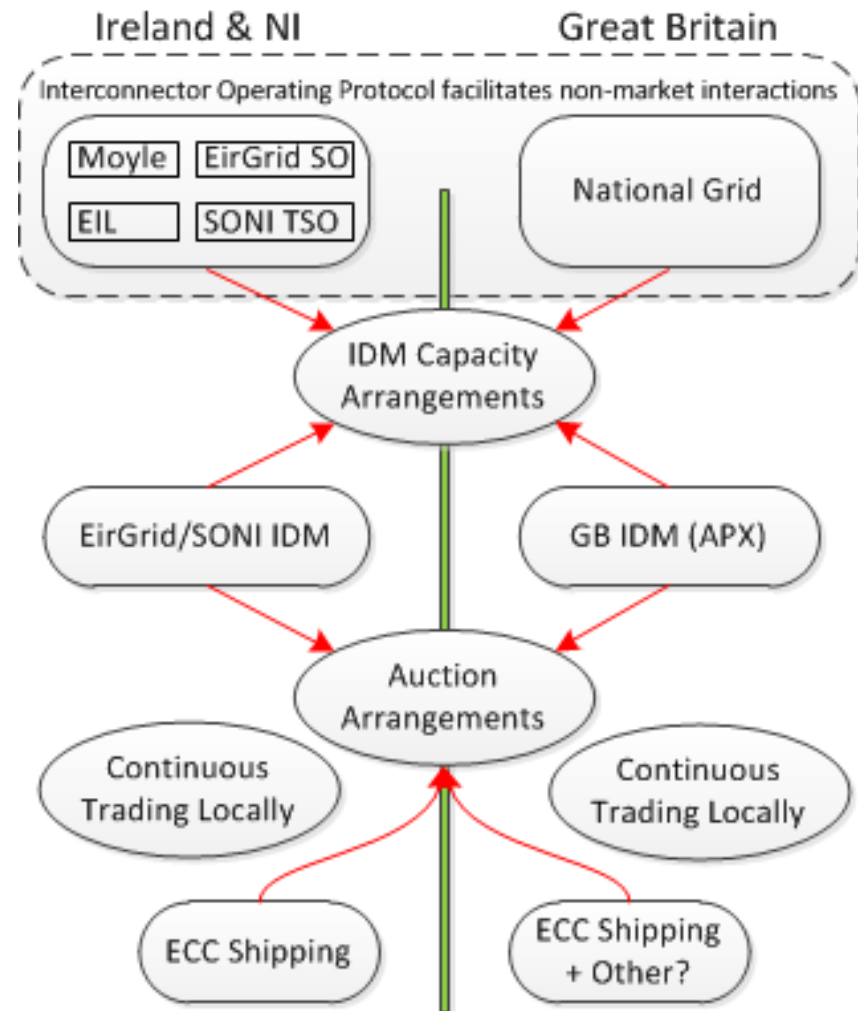 Ireland & NI
Great Britain
Interconnector Operating Protocol facilitates non-market interactions
Moyle
EirGrid SO
EIL
SONI TSO
National Grid
IDM Capacity
Arrangements
EirGrid/SONI IDM
GB IDM (APX)
Auction
Arrangements
Continuous
Trading Locally
Continuous
Trading Locally
ECC Shipping
ECC Shipping
+ Other?